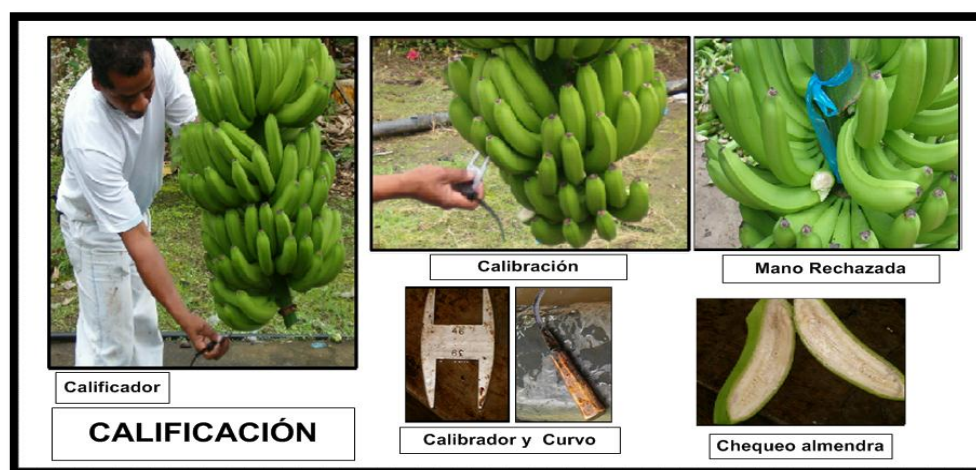 Calibración
Mano Rechazada
Calificador
CALIFICACIÓN
Calibrador y Curvo
Chequeo almendra